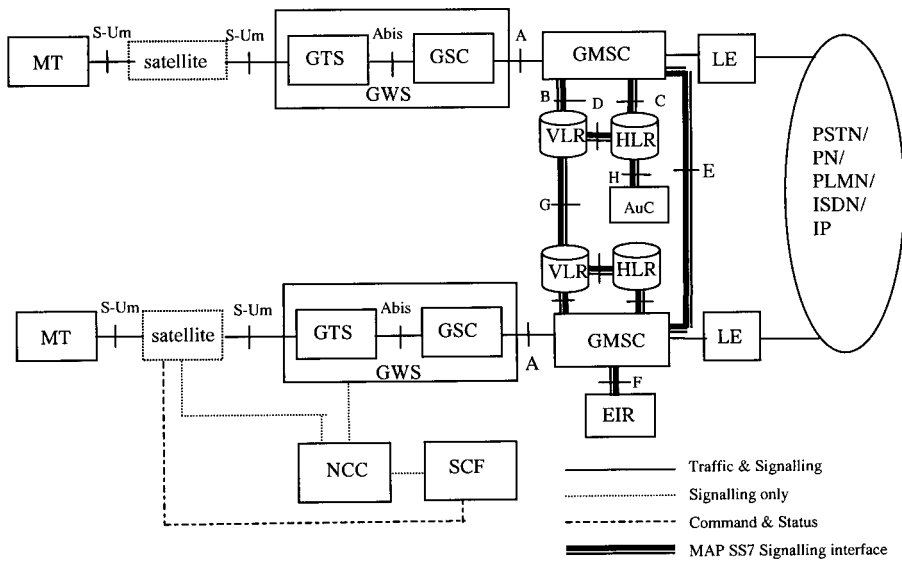 S-Um
S-Um
MT
satellite
GTS
Abis
GSC
GWS
A
GMSC
LE
B
D
C
VLR
HLR
H
AuC
E
G
PSTN/
PN/
PLMN/
ISDN/
IP
VLR
HLR
S-Um
S-Um
MT
satellite
GTS
Abis
GSC
GWS
A
GMSC
LE
F
EIR
NCC
SCF
Traffic & Signalling
Signalling only
Command & Status
MAP SS7 Signalling interface